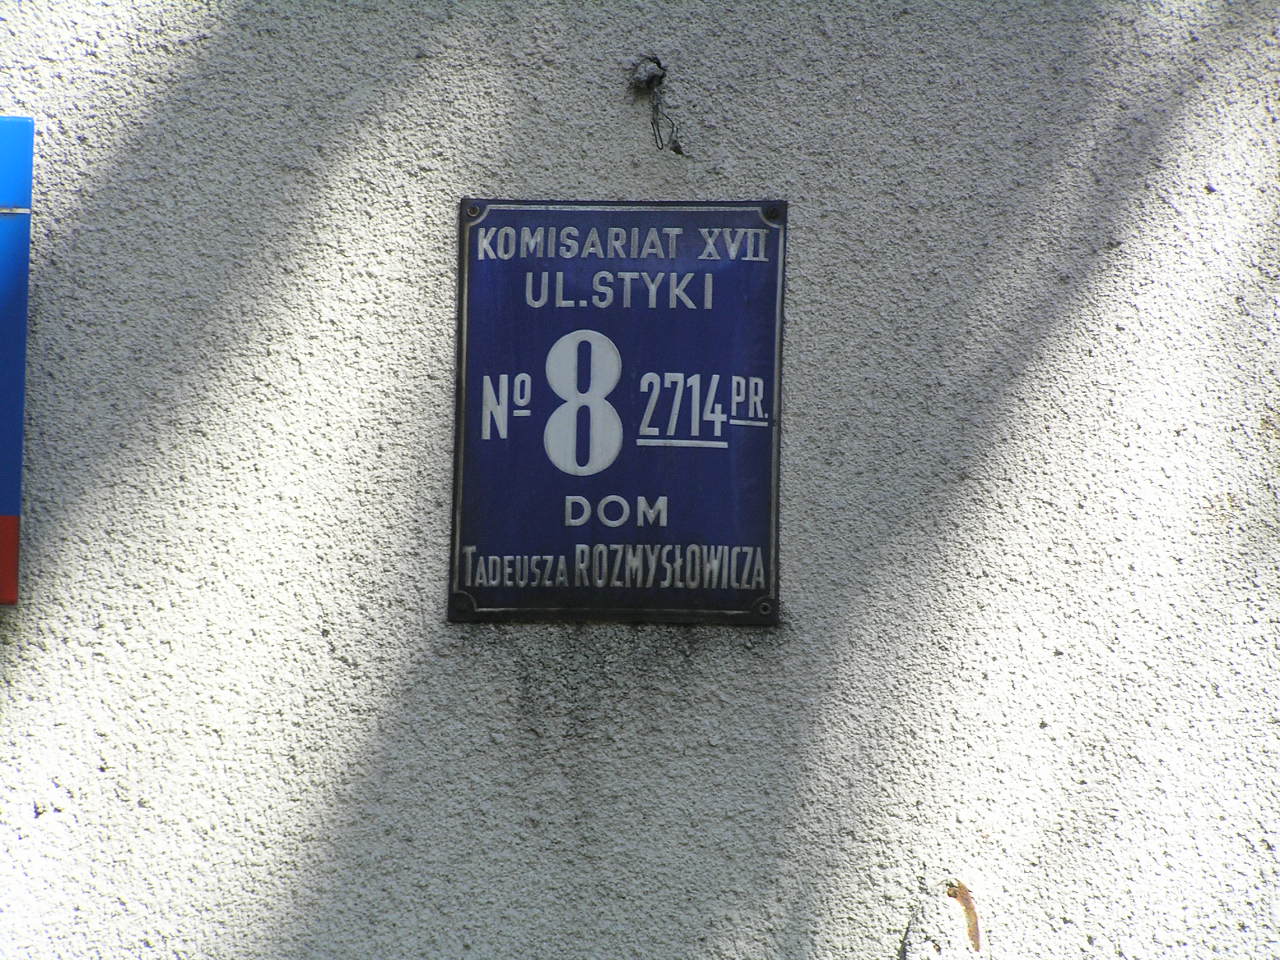 KOMISARIAT XVII
UL.STYKI
Nº 8 2714 PR.
DOM
TADEUSZA ROZMYSŁOWICZA